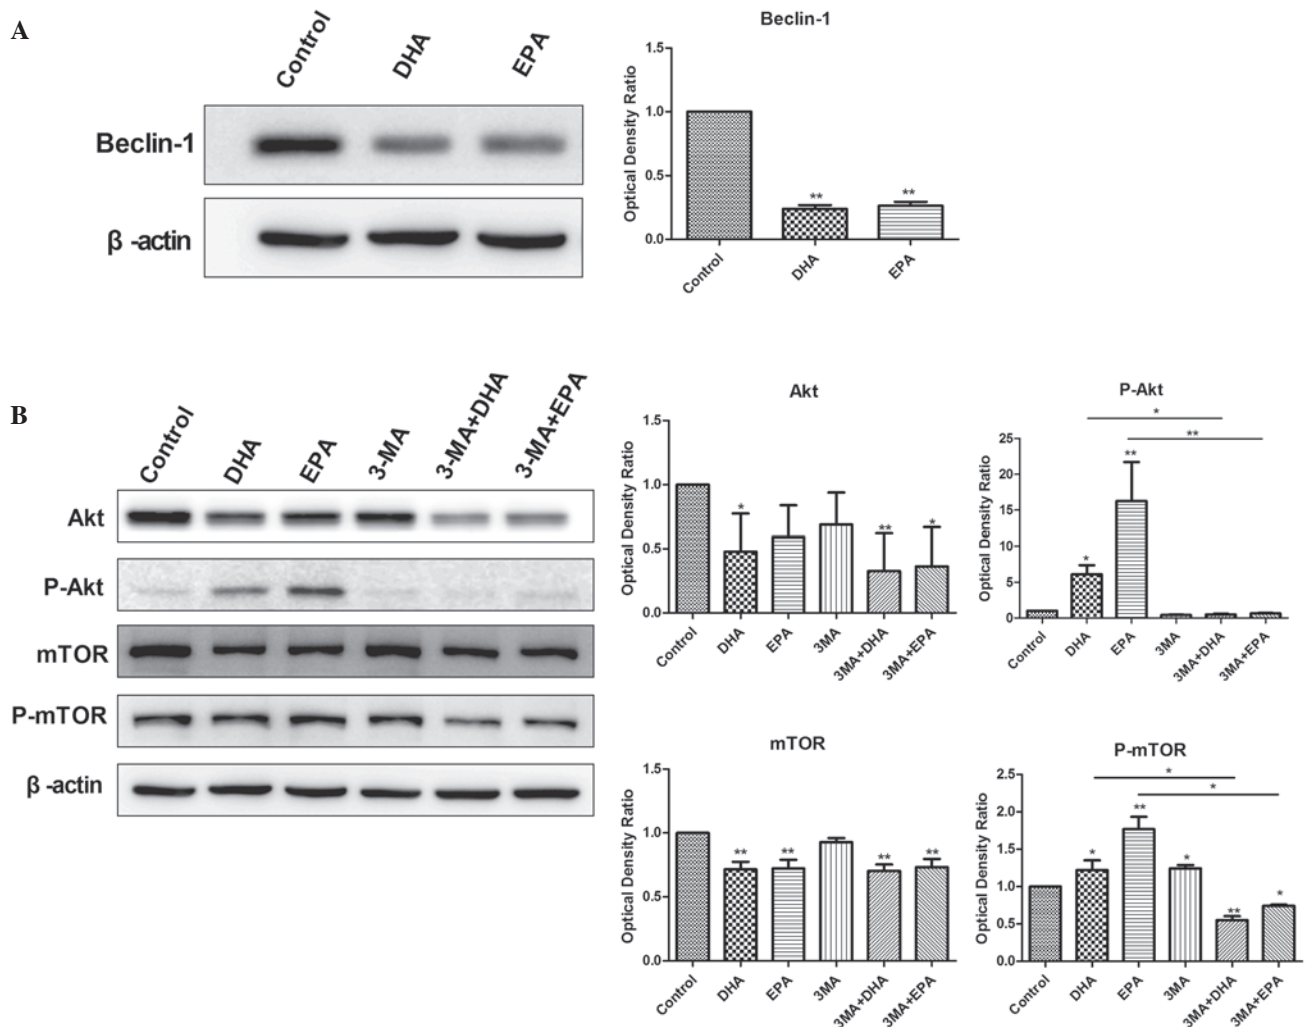 A
Control
DHA
EPA
Beclin-1
β -actin
Beclin-1
Optical Density Ratio
1.5
1.0
0.5
0.0
**
**
Control
DHA
EPA
B
Control
DHA
EPA
3-MA
3-MA+DHA
3-MA+EPA
Akt
P-Akt
mTOR
P-mTOR
β -actin
Akt
Optical Density Ratio
1.5
1.0
0.5
0.0
*
**
*
Control
DHA
EPA
3MA
3MA+DHA
3MA+EPA
P-Akt
Optical Density Ratio
25
20
15
10
5
0
*
**
*
**
Control
DHA
EPA
3MA
3MA+DHA
3MA+EPA
mTOR
Optical Density Ratio
1.5
1.0
0.5
0.0
**
**
**
**
Control
DHA
EPA
3MA
3MA+DHA
3MA+EPA
P-mTOR
Optical Density Ratio
2.5
2.0
1.5
1.0
0.5
0.0
*
*
*
**
*
**
*
Control
DHA
EPA
3MA
3MA+DHA
3MA+EPA